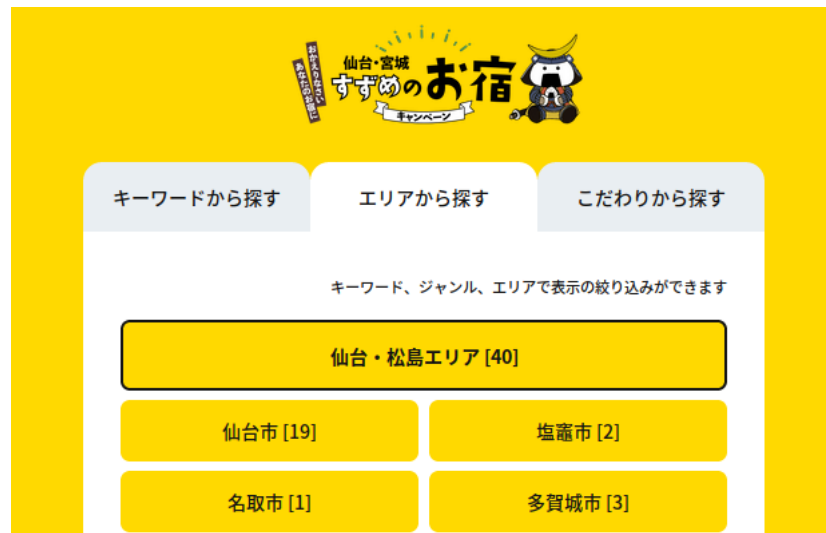 おかえりなさい
あなたのお宿に
仙台・宮城
すずめのお宿
キャンペーン
キーワードから探す
エリアから探す
こだわりから探す
キーワード、ジャンル、エリアで表示の絞り込みができます
仙台・松島エリア [40]
仙台市 [19]
塩竈市 [2]
名取市 [1]
多賀城市 [3]